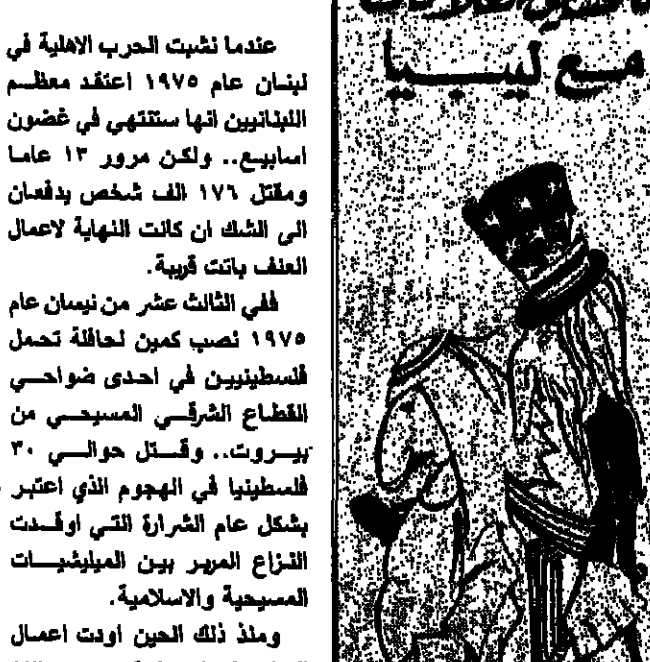 مع ليبيا
عندما نشبت الحرب الاهلية في
لبنان عام ١٩٧٥ اعتقد معظم
اللبنانيين انها ستنتهي في غضون
اسابيع.. ولكن مرور ١٣ عاما
ومقتل ١٧٦ الف شخص يدفعان
الى الشك ان كانت النهاية لاعمال
العنف باتت قريبة.
ففي الثالث عشر من نيسان عام
١٩٧٥ نصب كمين لحافلة تحمل
فلسطينيين في احدى ضواحي
القطاع الشرقي المسيحي من
بيروت.. وقتل حوالي ٣٠
فلسطينيا في الهجوم الذي اعتبر
بشكل عام الشرارة التي اوقدت
النزاع المرير بين الميليشيات
المسيحية والاسلامية.
ومنذ ذلك الحين اودت اعمال